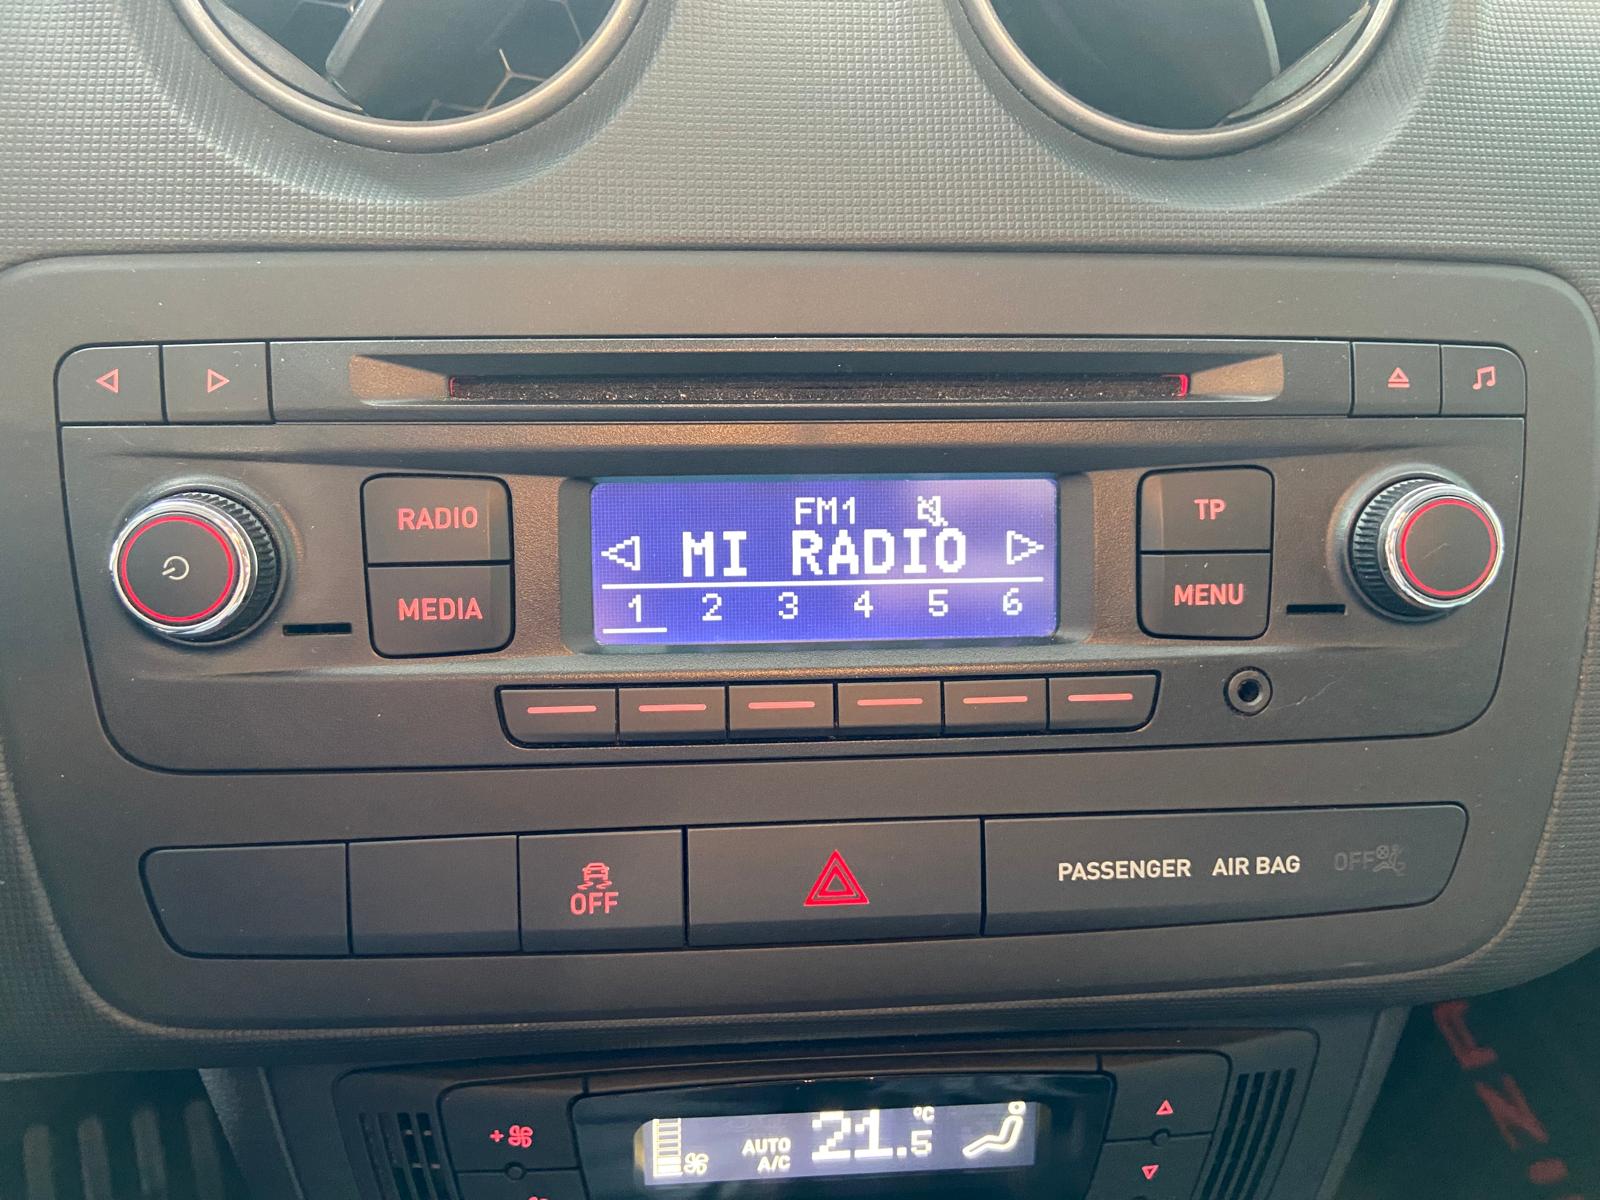 FM1
RADIO
MI RADIO
TP
MEDIA
1 2 3 4 5 6
MENU
OFF
PASSENGER AIR BAG OFF
+
AUTO
A/C
21.5
°C